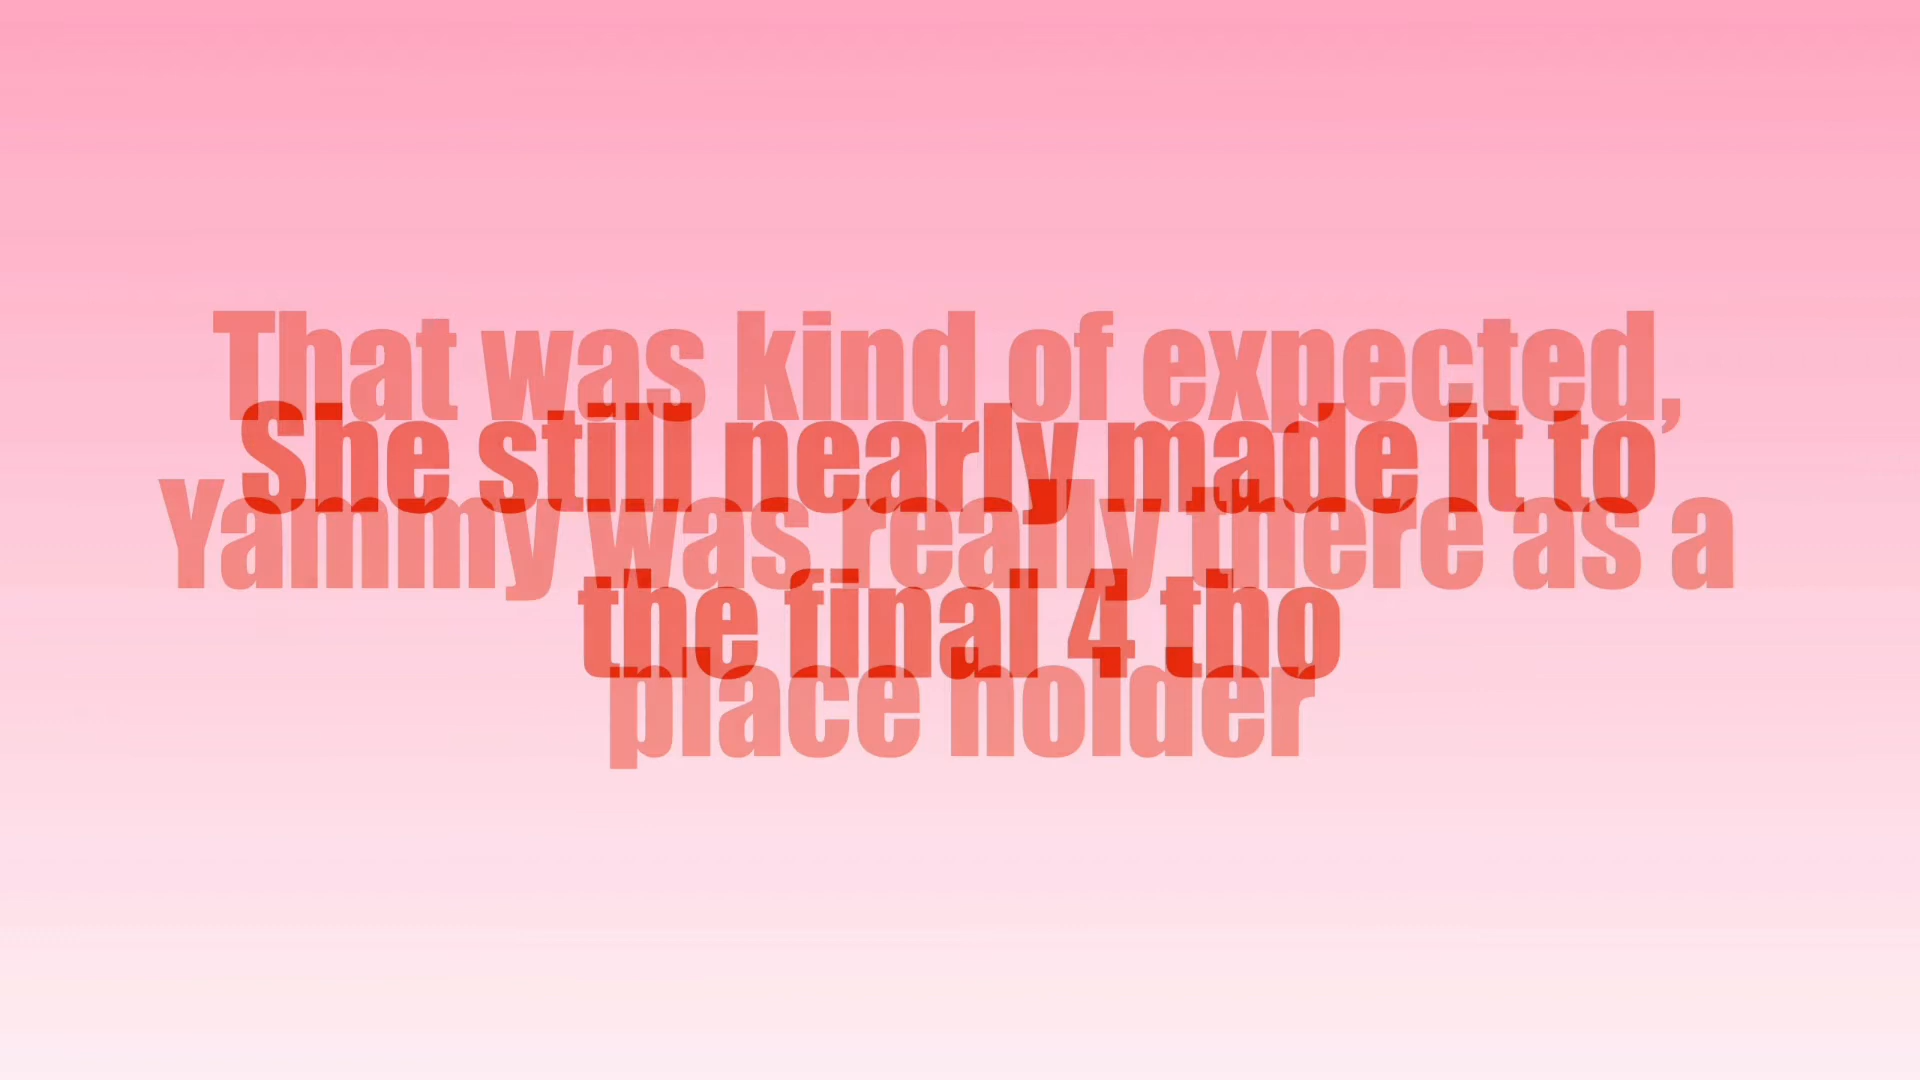 That was kind of expected,
Yammy was really there as a
place holder
She still nearly made it to
the final 4 tho